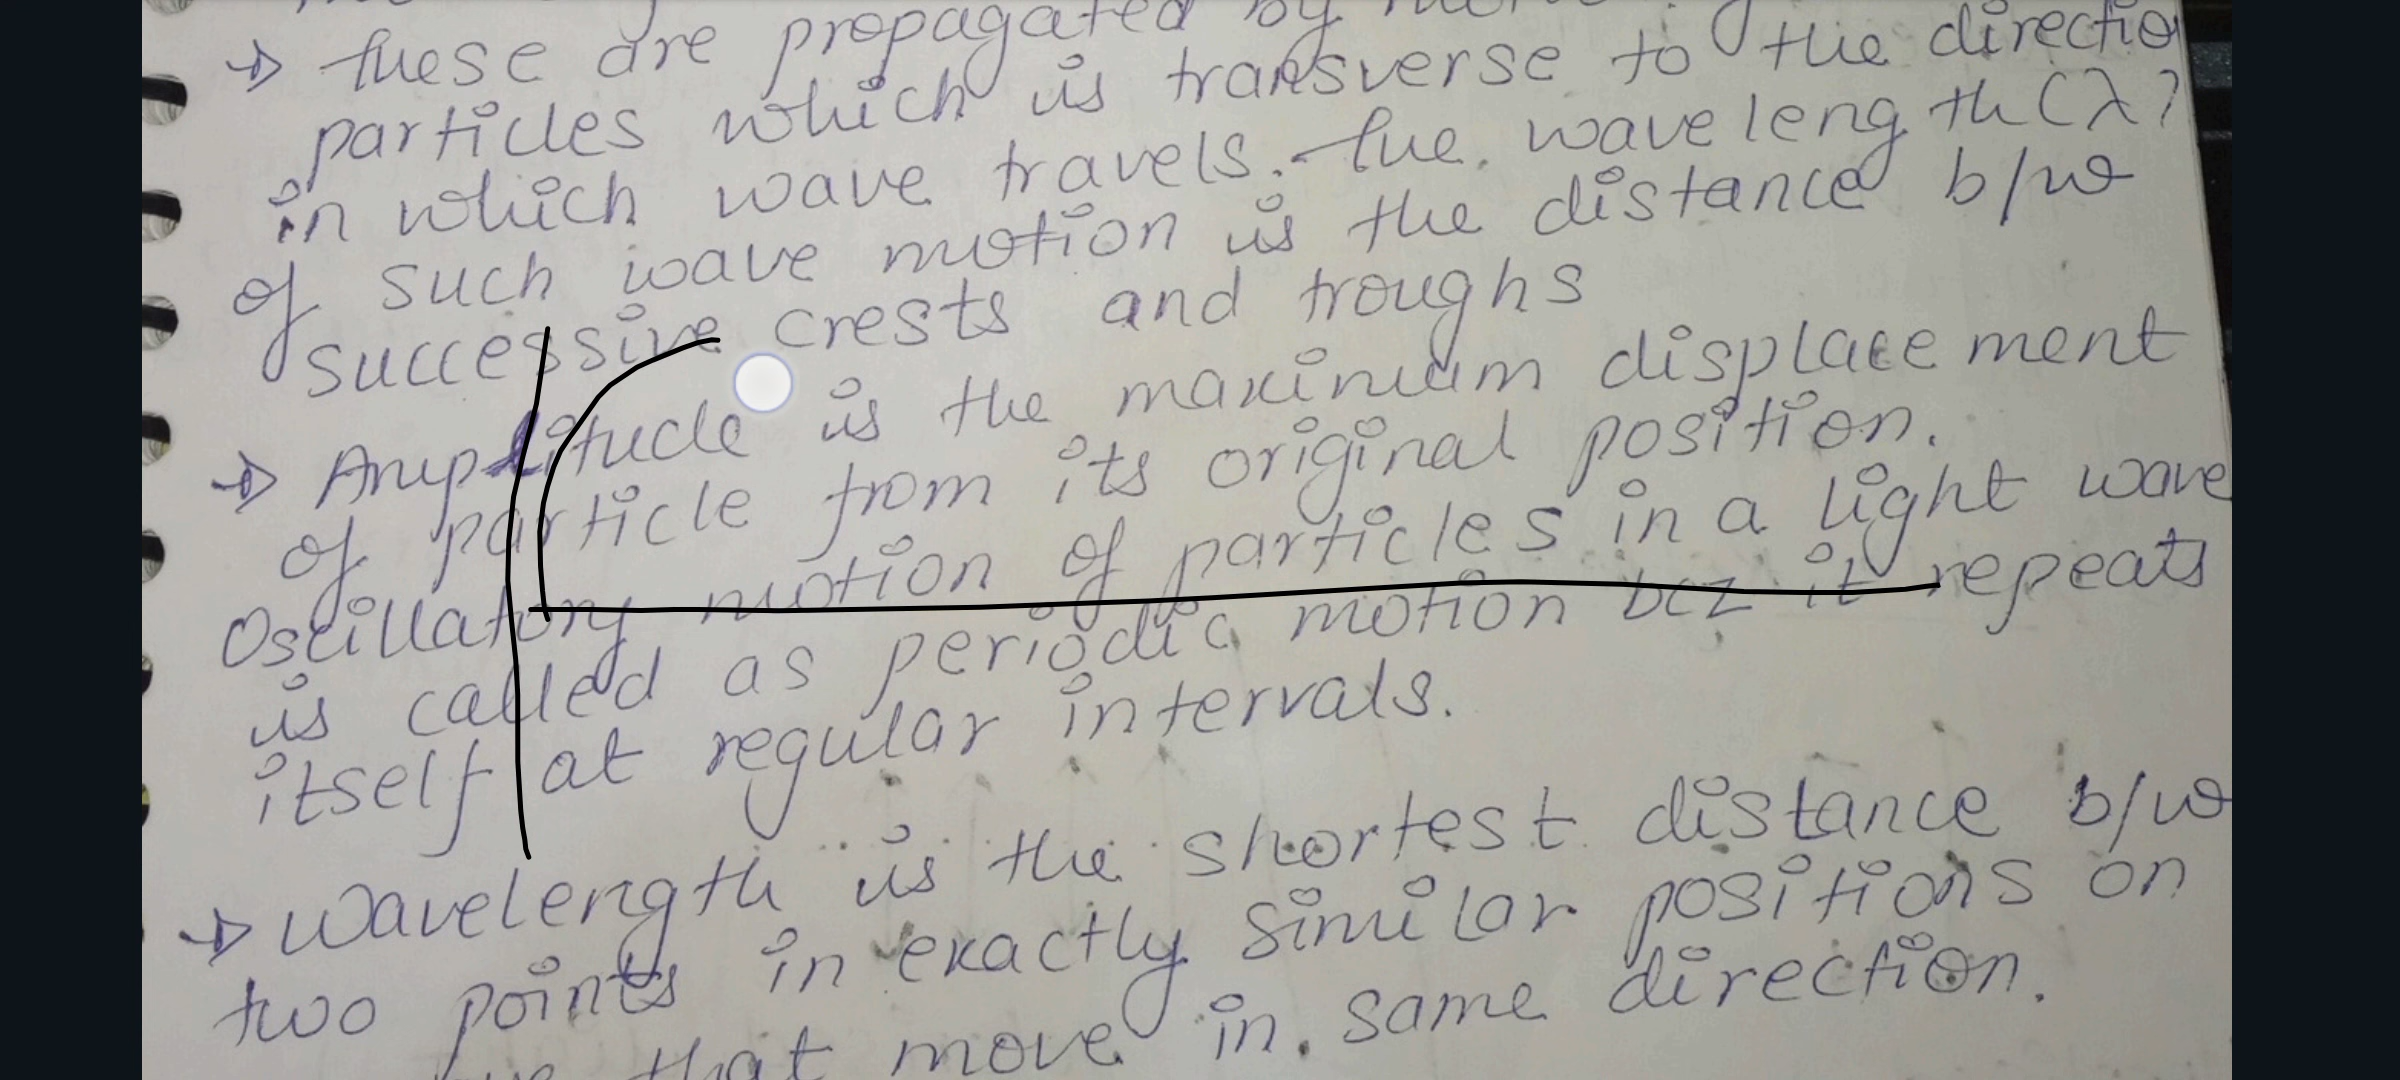 → these are propagated by
particles which is transverse to the directio
in which wave travels. The wavelength (λ)
of such wave motion is the distance b/w
successive crests and troughs
→ Amplitude is the maximum displacement
of particle from its original position.
Oscillatory motion of particles in a light wave
is called as periodic motion bcz it repeats
itself at regular intervals.
→ Wavelength is the shortest distance b/w
two points in exactly similar positions on
that move in same direction.